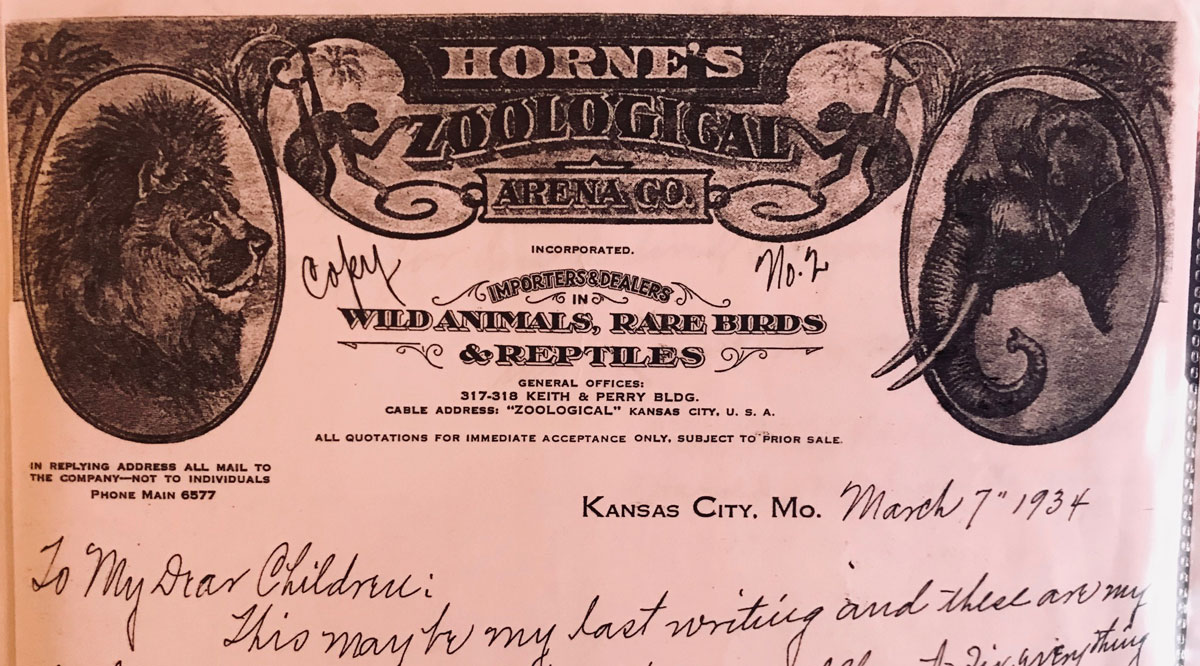 HORNE'S
ZOOLOGICAL
ARENA CO.
INCORPORATED.
Copy
No. 2
IMPORTERS & DEALERS
IN
WILD ANIMALS, RARE BIRDS
& REPTILES
GENERAL OFFICES:
317-318 KEITH & PERRY BLDG.
CABLE ADDRESS: "ZOOLOGICAL" KANSAS CITY, U. S. A.
ALL QUOTATIONS FOR IMMEDIATE ACCEPTANCE ONLY, SUBJECT TO PRIOR SALE.
IN REPLYING ADDRESS ALL MAIL TO
THE COMPANY—NOT TO INDIVIDUALS
PHONE MAIN 6577
KANSAS CITY, MO. March 7" 1934
To My Dear Children:
This may be my last writing and these are my
everything